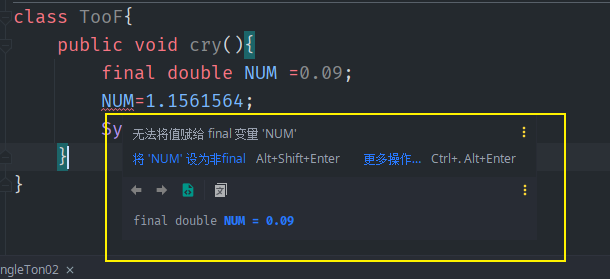 class TooF{
public void cry(){
final double NUM =0.09;
NUM=1.1561564;
Sy
无法将值赋给 final 变量 'NUM'
将 'NUM' 设为非final Alt+Shift+Enter 更多操作... Ctrl+. Alt+Enter
final double NUM = 0.09
}
}
ngleTon02 ×